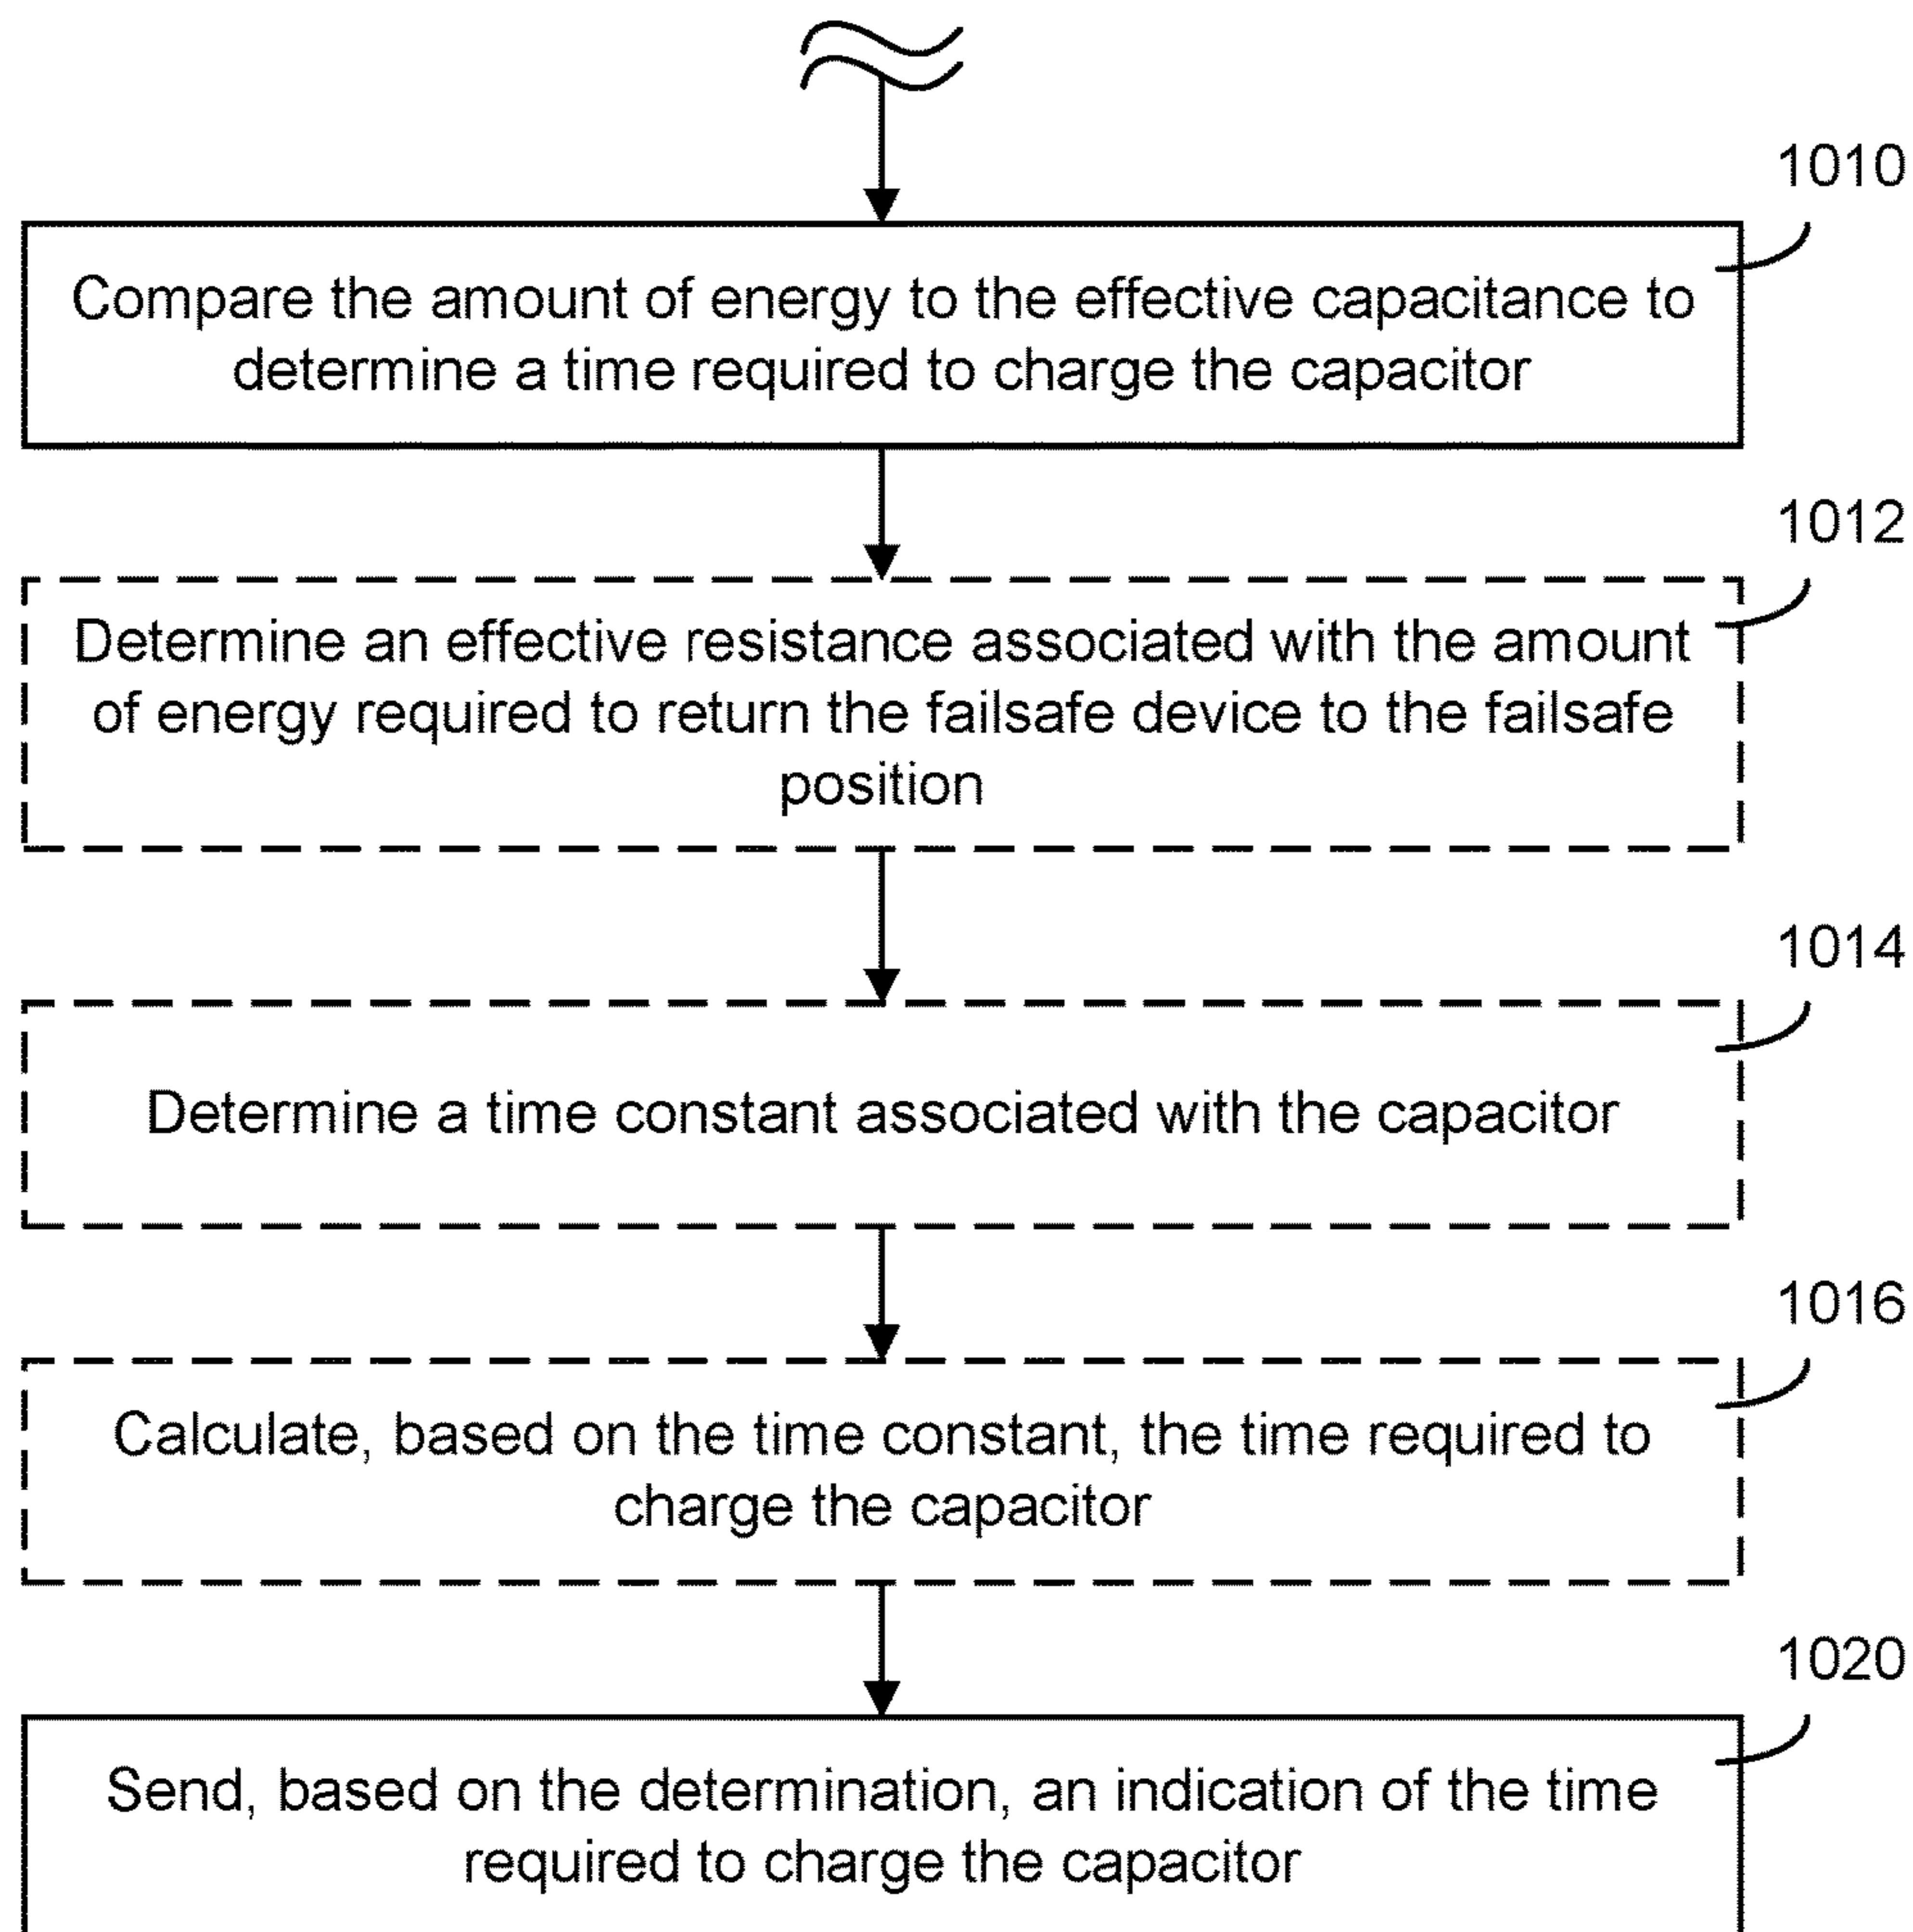 1010
Compare the amount of energy to the effective capacitance to
determine a time required to charge the capacitor
1012
Determine an effective resistance associated with the amount
of energy required to return the failsafe device to the failsafe
position
1014
Determine a time constant associated with the capacitor
1016
Calculate, based on the time constant, the time required to
charge the capacitor
1020
Send, based on the determination, an indication of the time
required to charge the capacitor